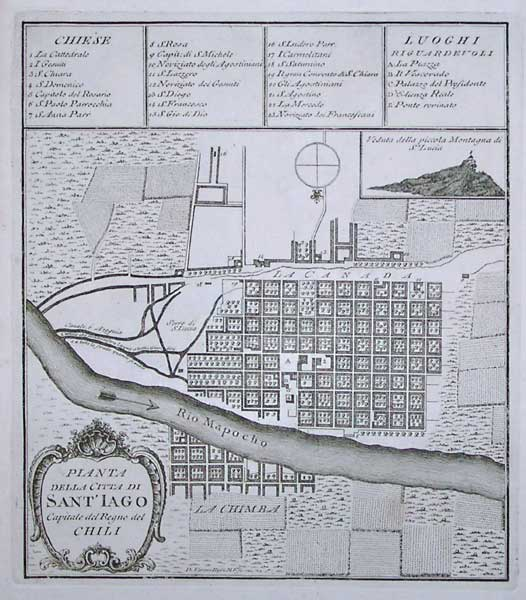 CHIESE
1 La Cattedrale
2 I Gesuiti
3 S. Chiara
4 S. Domenico
5 Capitolo del Rosario
6 S. Paolo Parrocchia
7 S. Anna Parr
8 S. Rosa
9 Capit: di S. Michele
10 Noviziato degli Agostiniani
11 S. Lazzero
12 Noviziato dei Gesuiti
13 S. Diego
14 S. Francesco
15 S. Gio di Dio
16 S. Isidoro Parr.
17 I Carmelitani
18 S. Saturnino
19 Il gran Convento di S. Chiara
20 Gli Agostiniani
21 S. Agostino
22 La Mercede
23 Noviziato dei Francescani
LUOGHI
RIGUARDEVOLI
A. La Piazza
B. Il Vescovado
C. Palazzo del Presidente
D. Udienza Reale
E. Ponte rovinato
Veduta della piccola Montagna di
Sta Lucia
LA CANADA
Serro di
S. Lucia
A
Rio Mapocho
LA CHIMBA
PIANTA
DELLA CITTA DI
SANT' IAGO
Capitale del Regno del
CHILI